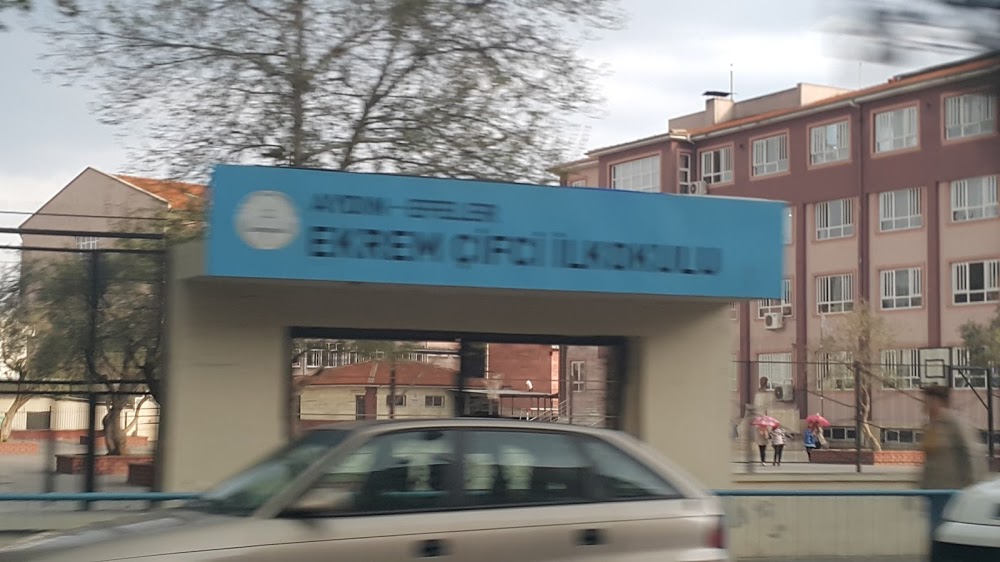 AYDIN - EFELER
EKREM ÇİFCİ İLKOKULU